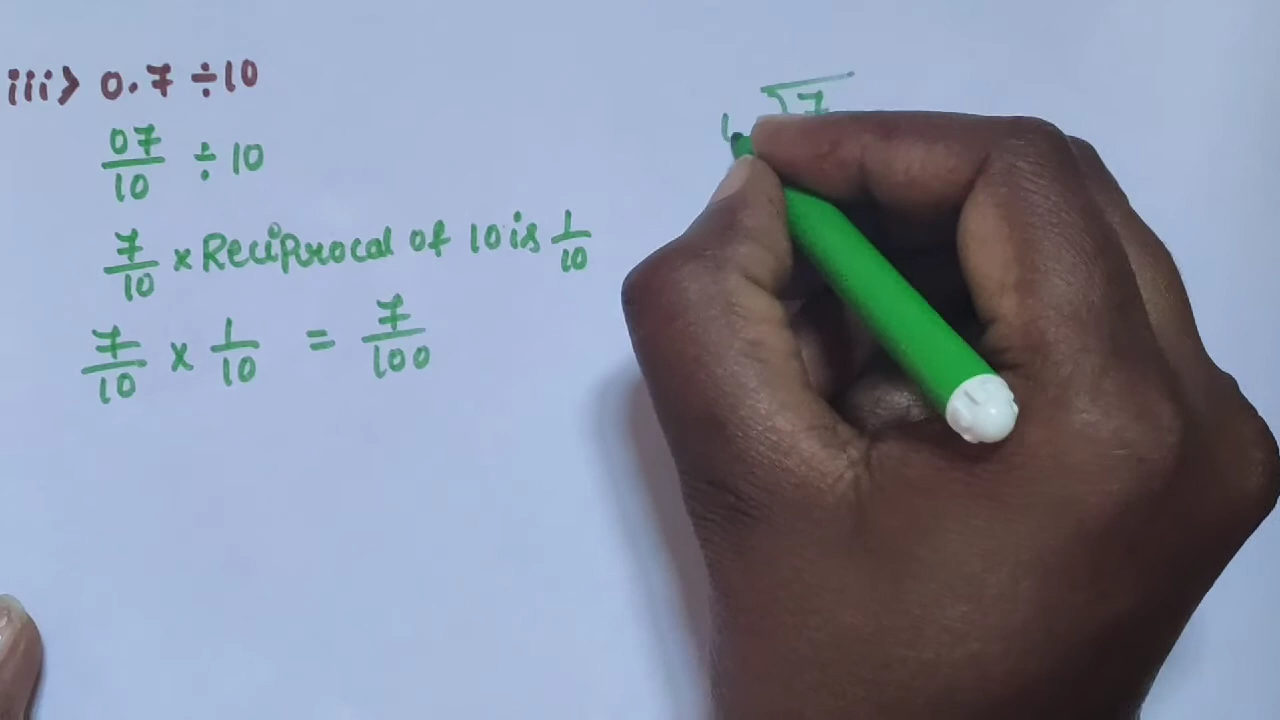 iii> 0.7 ÷ 10
07/10 ÷ 10
7/10 × Reciprocal of 10 is 1/10
7/10 × 1/10 = 7/100
7